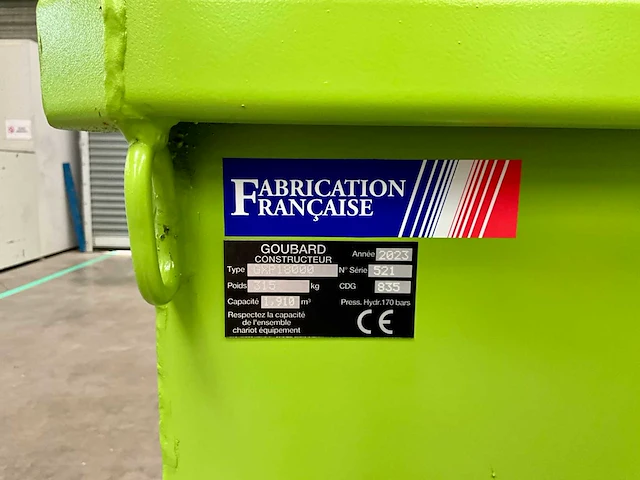 FABRICATION
FRANÇAISE
GOUBARD
CONSTRUCTEUR
Année 2023
Type GXP18000 N° Série 521
Poids 315 kg CDG 835
Capacité 1,910 m³ Press. Hydr.170 bars
Respectez la capacité
de l'ensemble
chariot équipement
CE